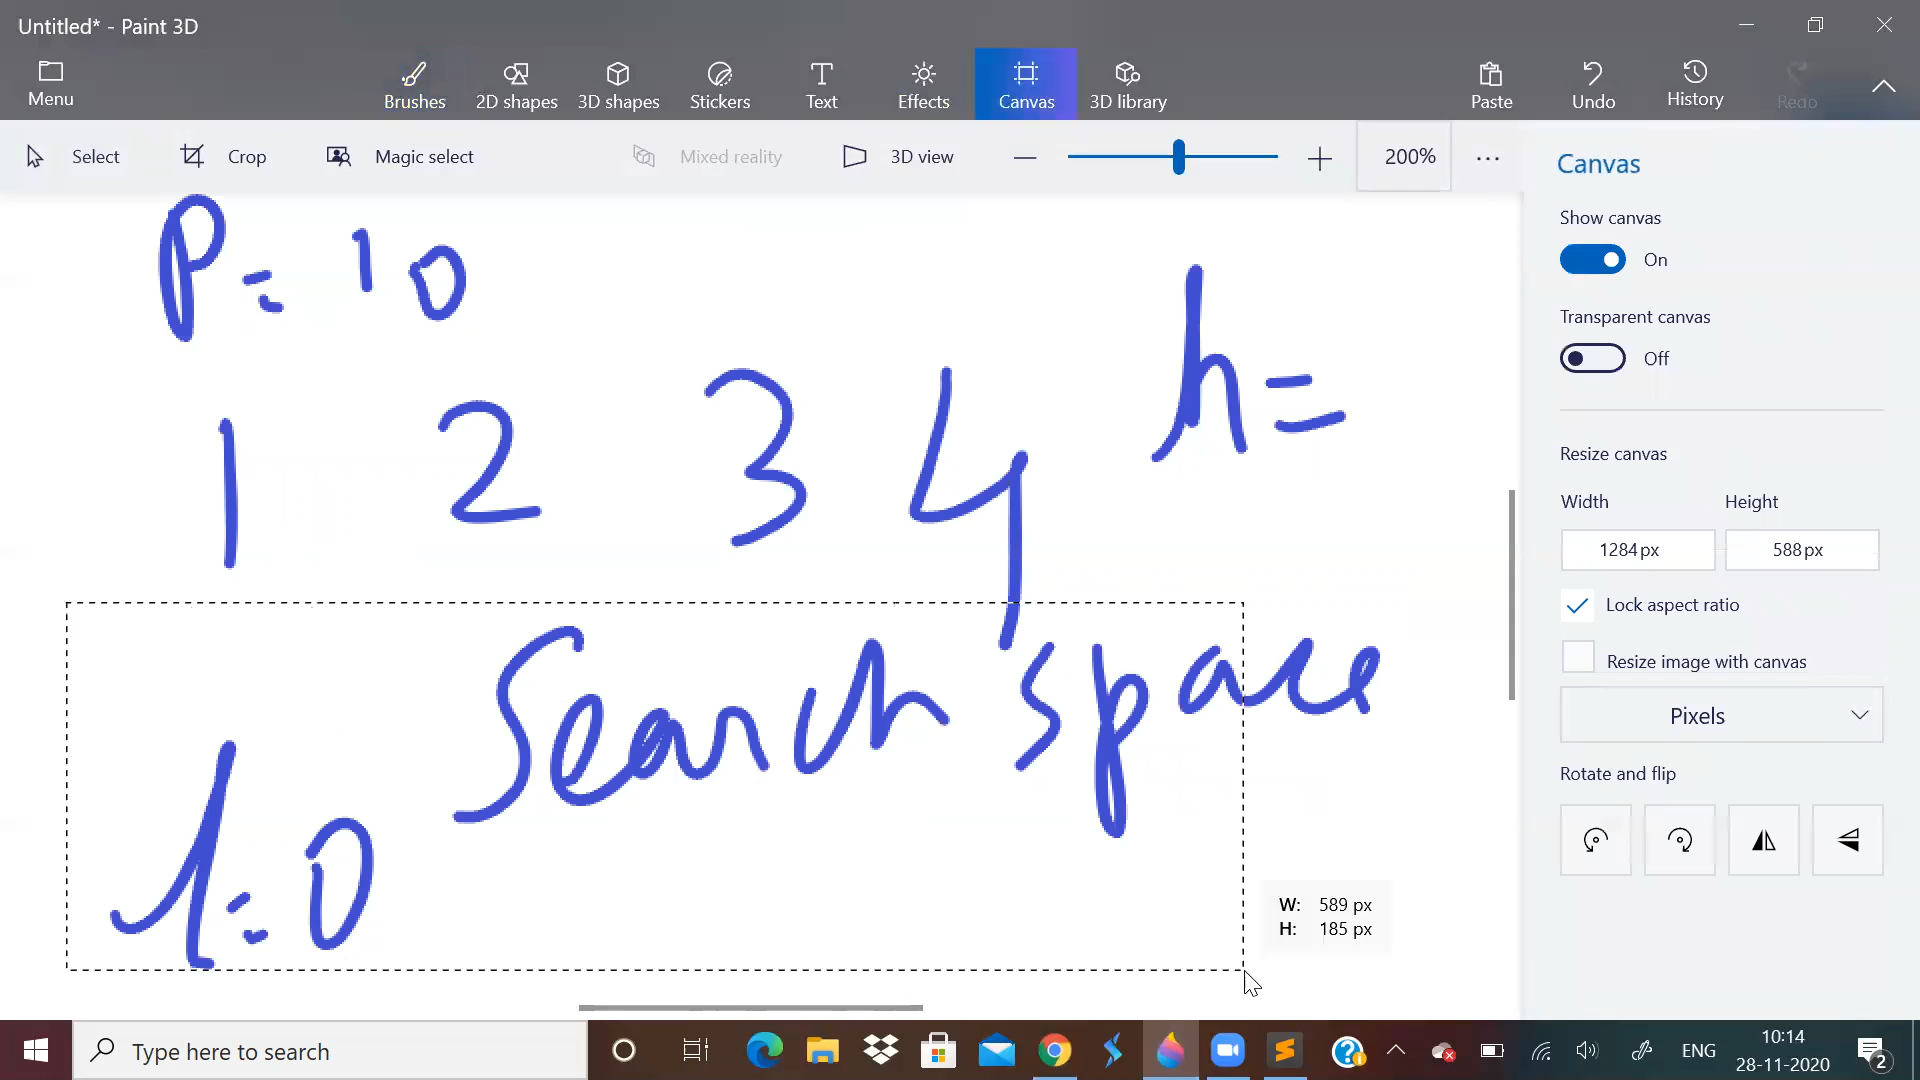 Untitled* - Paint 3D
Menu
Brushes
2D shapes
3D shapes
Stickers
Text
Effects
Canvas
3D library
Paste
Undo
History
Redo
Select
Crop
Magic select
Mixed reality
3D view
200%
Canvas
Show canvas
On
Transparent canvas
Off
Resize canvas
Width
Height
1284px
588px
Lock aspect ratio
Resize image with canvas
Pixels
Rotate and flip
P= 10
h=
1 2 3 4
Search space
l=0
W: 589 px
H: 185 px
Type here to search
ENG
10:14
28-11-2020
2